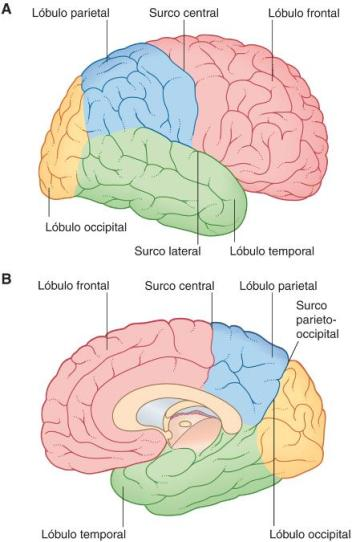 A
Lóbulo parietal
Surco central
Lóbulo frontal
Lóbulo occipital
Surco lateral
Lóbulo temporal
B
Lóbulo frontal
Surco central
Lóbulo parietal
Surco
parieto-
occipital
Lóbulo temporal
Lóbulo occipital